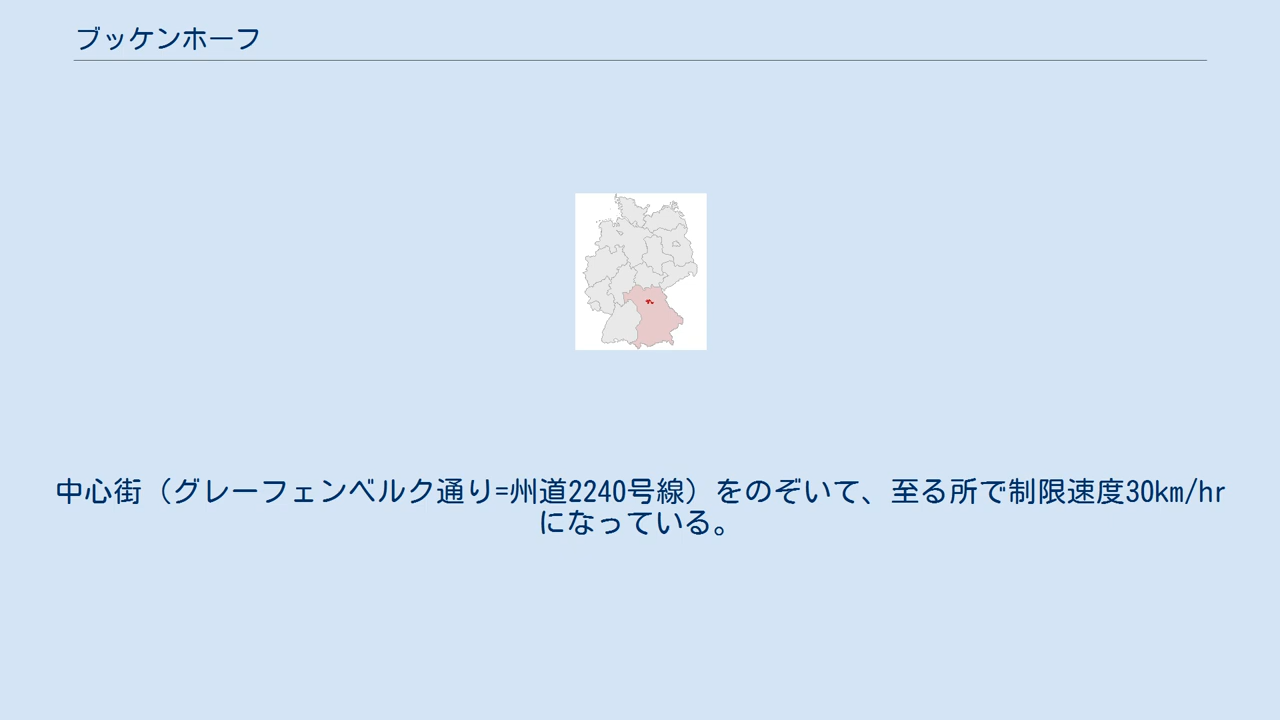 ブッケンホーフ
中心街（グレーフェンベルク通り=州道2240号線）をのぞいて、至る所で制限速度30km/hr
になっている。